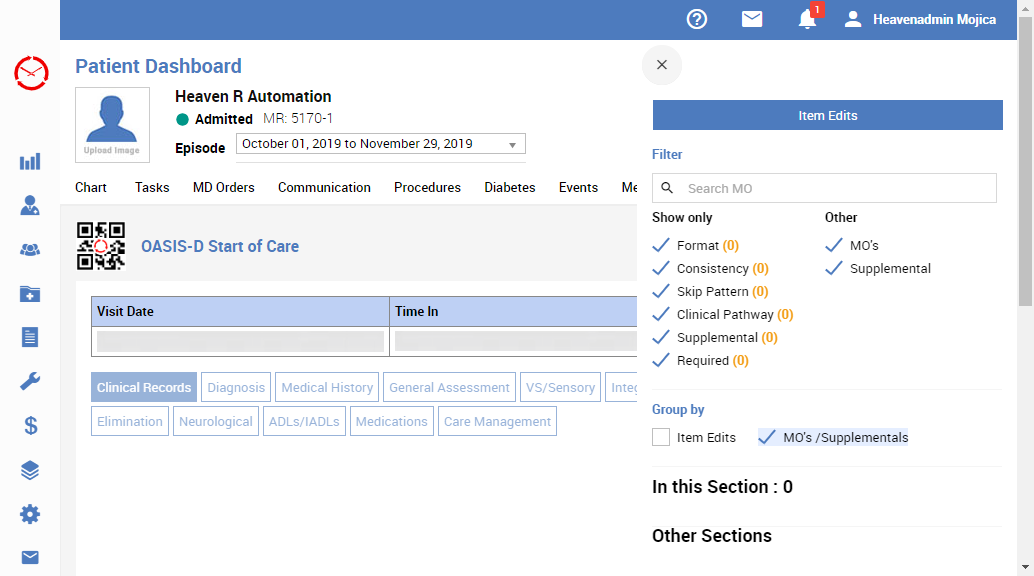 1
Heavenadmin Mojica
Patient Dashboard
Upload Image
Heaven R Automation
Admitted MR: 5170-1
Episode October 01, 2019 to November 29, 2019
Chart Tasks MD Orders Communication Procedures Diabetes Events Me
OASIS-D Start of Care
Visit Date Time In
Clinical Records Diagnosis Medical History General Assessment VS/Sensory Integ
Elimination Neurological ADLs/IADLs Medications Care Management
Item Edits
Filter
Search MO
Show only Other
Format (0) MO's
Consistency (0) Supplemental
Skip Pattern (0)
Clinical Pathway (0)
Supplemental (0)
Required (0)
Group by
Item Edits MO's /Supplementals
In this Section : 0
Other Sections